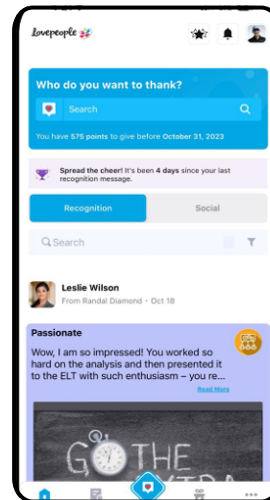 Lovepeople
Who do you want to thank?
Search
You have 575 points to give before October 31, 2023
Spread the cheer! It's been 4 days since your last
recognition message.
Recognition
Social
Search
Leslie Wilson
From Randal Diamond • Oct 18
Passionate
Wow, I am so impressed! You worked so
hard on the analysis and then presented it
to the ELT with such enthusiasm – you re...
Read More
GO THE